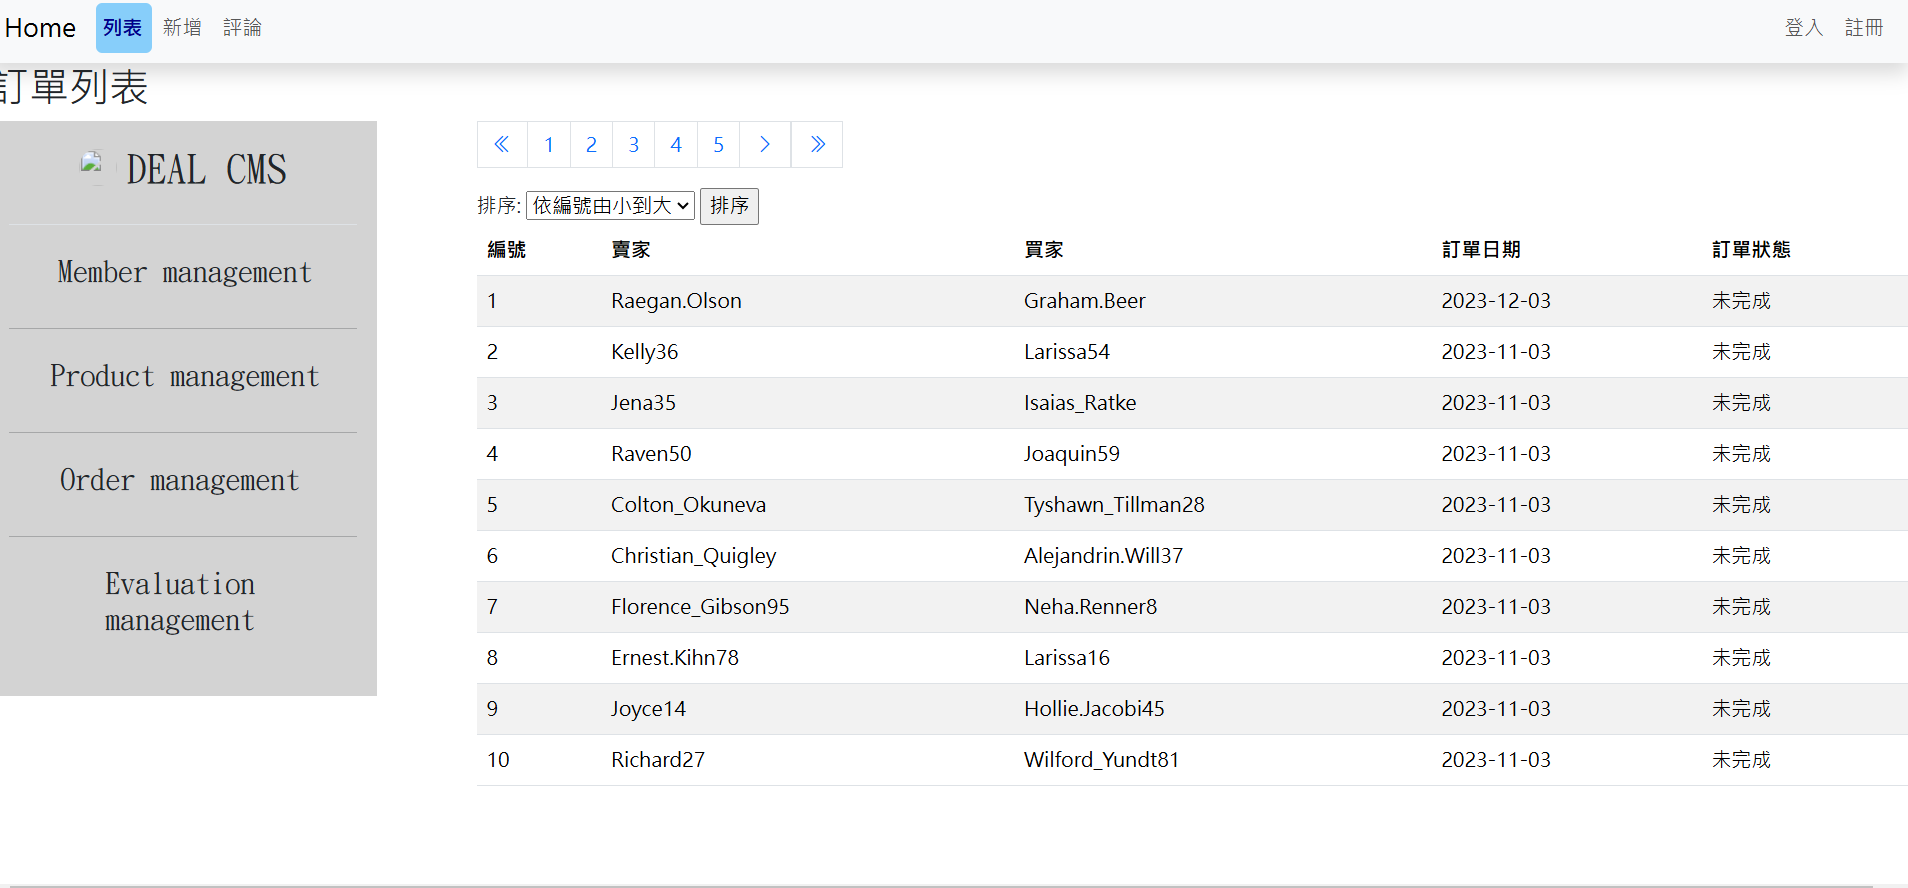 Home 列表 新增 評論 登入 註冊
訂單列表
DEAL CMS
Member management
Product management
Order management
Evaluation
management
« 1 2 3 4 5 > »
排序: 依編號由小到大 排序
編號 賣家 買家 訂單日期 訂單狀態
1 Raegan.Olson Graham.Beer 2023-12-03 未完成
2 Kelly36 Larissa54 2023-11-03 未完成
3 Jena35 Isaias_Ratke 2023-11-03 未完成
4 Raven50 Joaquin59 2023-11-03 未完成
5 Colton_Okuneva Tyshawn_Tillman28 2023-11-03 未完成
6 Christian_Quigley Alejandrin.Will37 2023-11-03 未完成
7 Florence_Gibson95 Neha.Renner8 2023-11-03 未完成
8 Ernest.Kihn78 Larissa16 2023-11-03 未完成
9 Joyce14 Hollie.Jacobi45 2023-11-03 未完成
10 Richard27 Wilford_Yundt81 2023-11-03 未完成